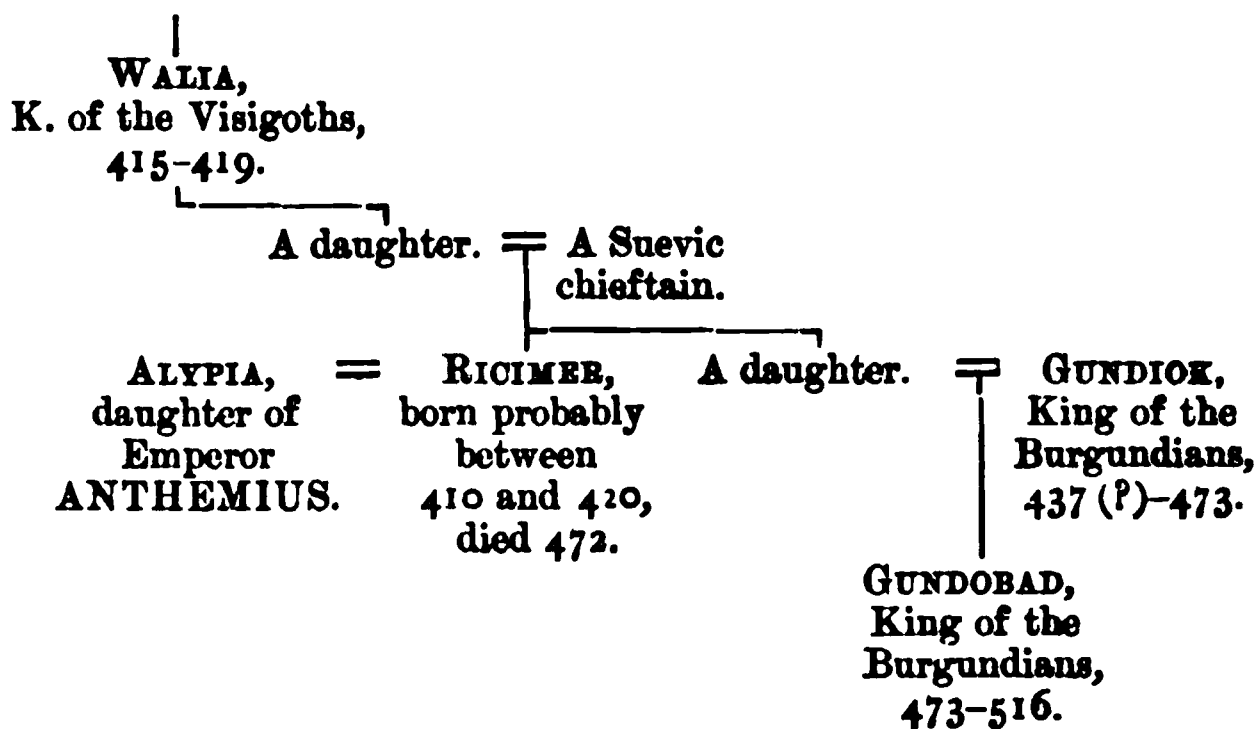 WALIA,
K. of the Visigoths,
415-419.
A daughter. = A Suevic
chieftain.
ALYPIA,
daughter of
Emperor
ANTHEMIUS.
=
RICIMER,
born probably
between
410 and 420,
died 472.
A daughter.
=
GUNDIOK,
King of the
Burgundians,
437 (?)-473.
GUNDOBAD,
King of the
Burgundians,
473-516.